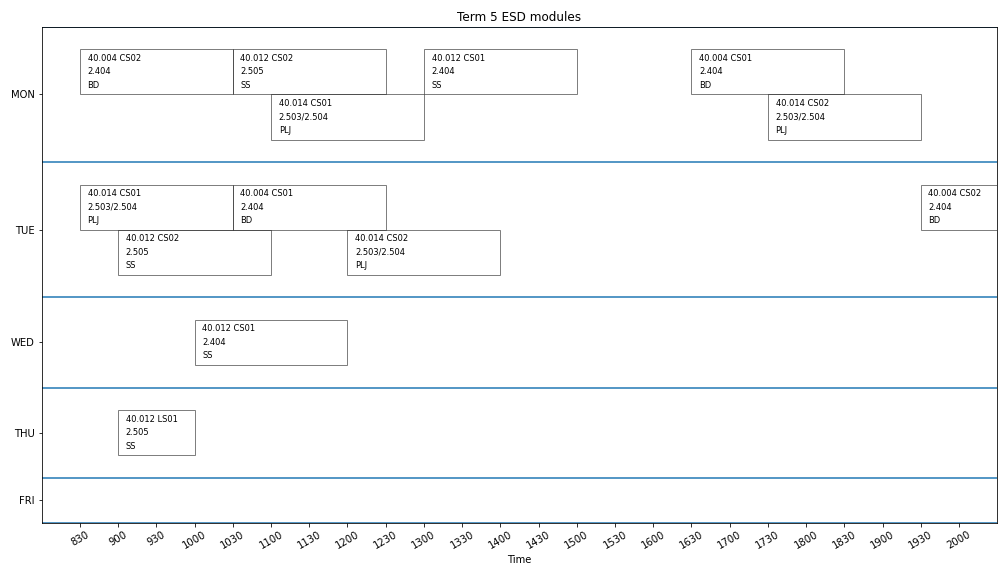 Term 5 ESD modules
MON
40.004 CS02
2.404
BD
40.012 CS02
2.505
SS
40.012 CS01
2.404
SS
40.004 CS01
2.404
BD
40.014 CS01
2.503/2.504
PLJ
40.014 CS02
2.503/2.504
PLJ
TUE
40.014 CS01
2.503/2.504
PLJ
40.004 CS01
2.404
BD
40.004 CS02
2.404
BD
40.012 CS02
2.505
SS
40.014 CS02
2.503/2.504
PLJ
WED
40.012 CS01
2.404
SS
THU
40.012 LS01
2.505
SS
FRI
830 900 930 1000 1030 1100 1130 1200 1230 1300 1330 1400 1430 1500 1530 1600 1630 1700 1730 1800 1830 1900 1930 2000
Time